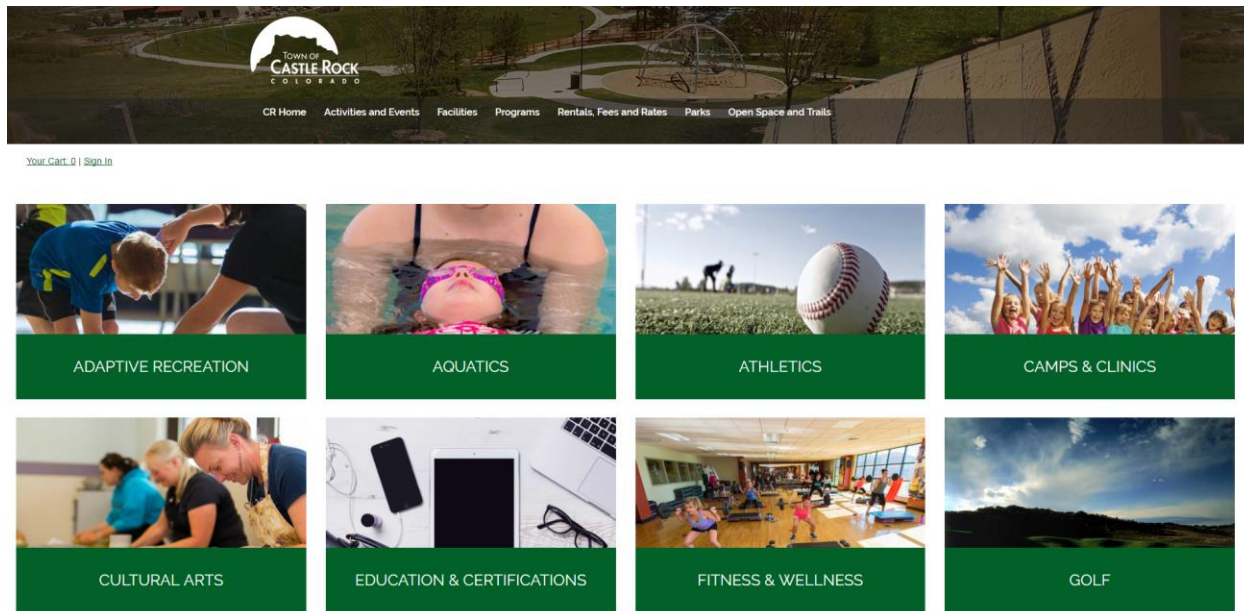 TOWN OF
CASTLE ROCK
COLORADO
CR Home Activities and Events Facilities Programs Rentals, Fees and Rates Parks Open Space and Trails
Your Cart: 0 | Sign In
ADAPTIVE RECREATION
AQUATICS
ATHLETICS
CAMPS & CLINICS
CULTURAL ARTS
EDUCATION & CERTIFICATIONS
FITNESS & WELLNESS
GOLF